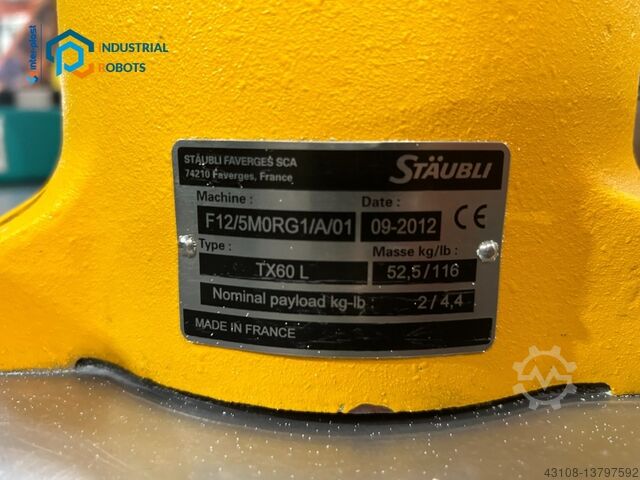 interplast
INDUSTRIAL
ROBOTS
STÄUBLI FAVERGES SCA
74210 Faverges, France
STÄUBLI
Machine :
Date :
F12/5M0RG1/A/01
09-2012
CE
Type :
Masse kg/lb :
TX60 L
52,5/116
Nominal payload kg-lb :
2/4,4
MADE IN FRANCE
43108-13797592